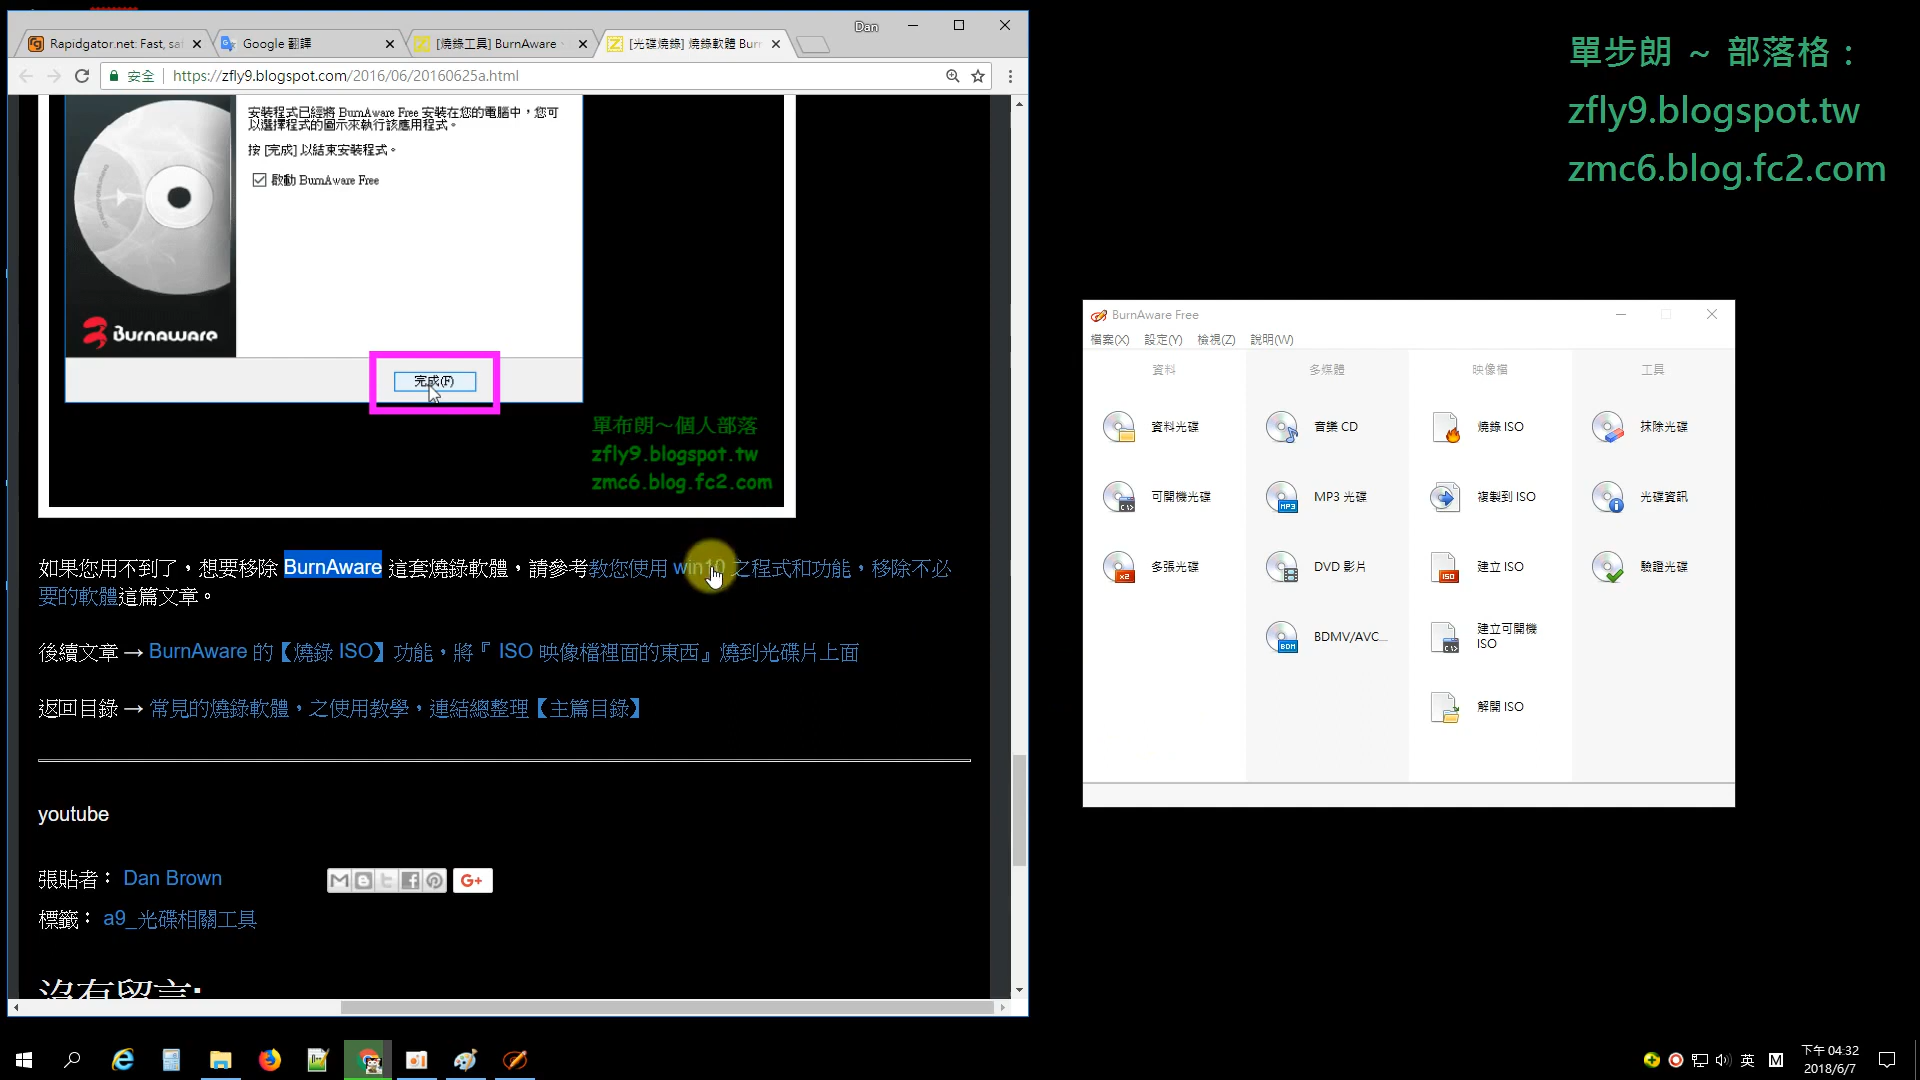 Dan
Rapidgator.net: Fast, sa
Google 翻譯
[燒錄工具] BurnAware
[光碟燒錄] 燒錄軟體 Burn
安全
https://zfly9.blogspot.com/2016/06/20160625a.html
安裝程式已經將 BurnAware Free 安裝在您的電腦中，您可
以選擇程式的圖示來執行該應用程式。
按 [完成] 以結束安裝程式。
啟動 BurnAware Free
Burnaware
完成(F)
單布朗～個人部落
zfly9.blogspot.tw
zmc6.blog.fc2.com
如果您用不到了，想要移除 BurnAware 這套燒錄軟體，請參考教您使用 win10 之程式和功能，移除不必
要的軟體這篇文章。
後續文章 → BurnAware 的【燒錄 ISO】功能，將『 ISO 映像檔裡面的東西』燒到光碟片上面
返回目錄 → 常見的燒錄軟體，之使用教學，連結總整理【主篇目錄】
youtube
張貼者： Dan Brown
G+
標籤： a9_光碟相關工具
沒有留言:
單步朗 ~ 部落格：
zfly9.blogspot.tw
zmc6.blog.fc2.com
BurnAware Free
檔案(X) 設定(Y) 檢視(Z) 說明(W)
資料 多媒體 映像檔 工具
資料光碟 音樂 CD 燒錄 ISO 抹除光碟
可開機光碟 MP3 光碟 複製到 ISO 光碟資訊
多張光碟 DVD 影片 建立 ISO 驗證光碟
BDMV/AVC... 建立可開機
ISO
解開 ISO
英 M
下午 04:32
2018/6/7